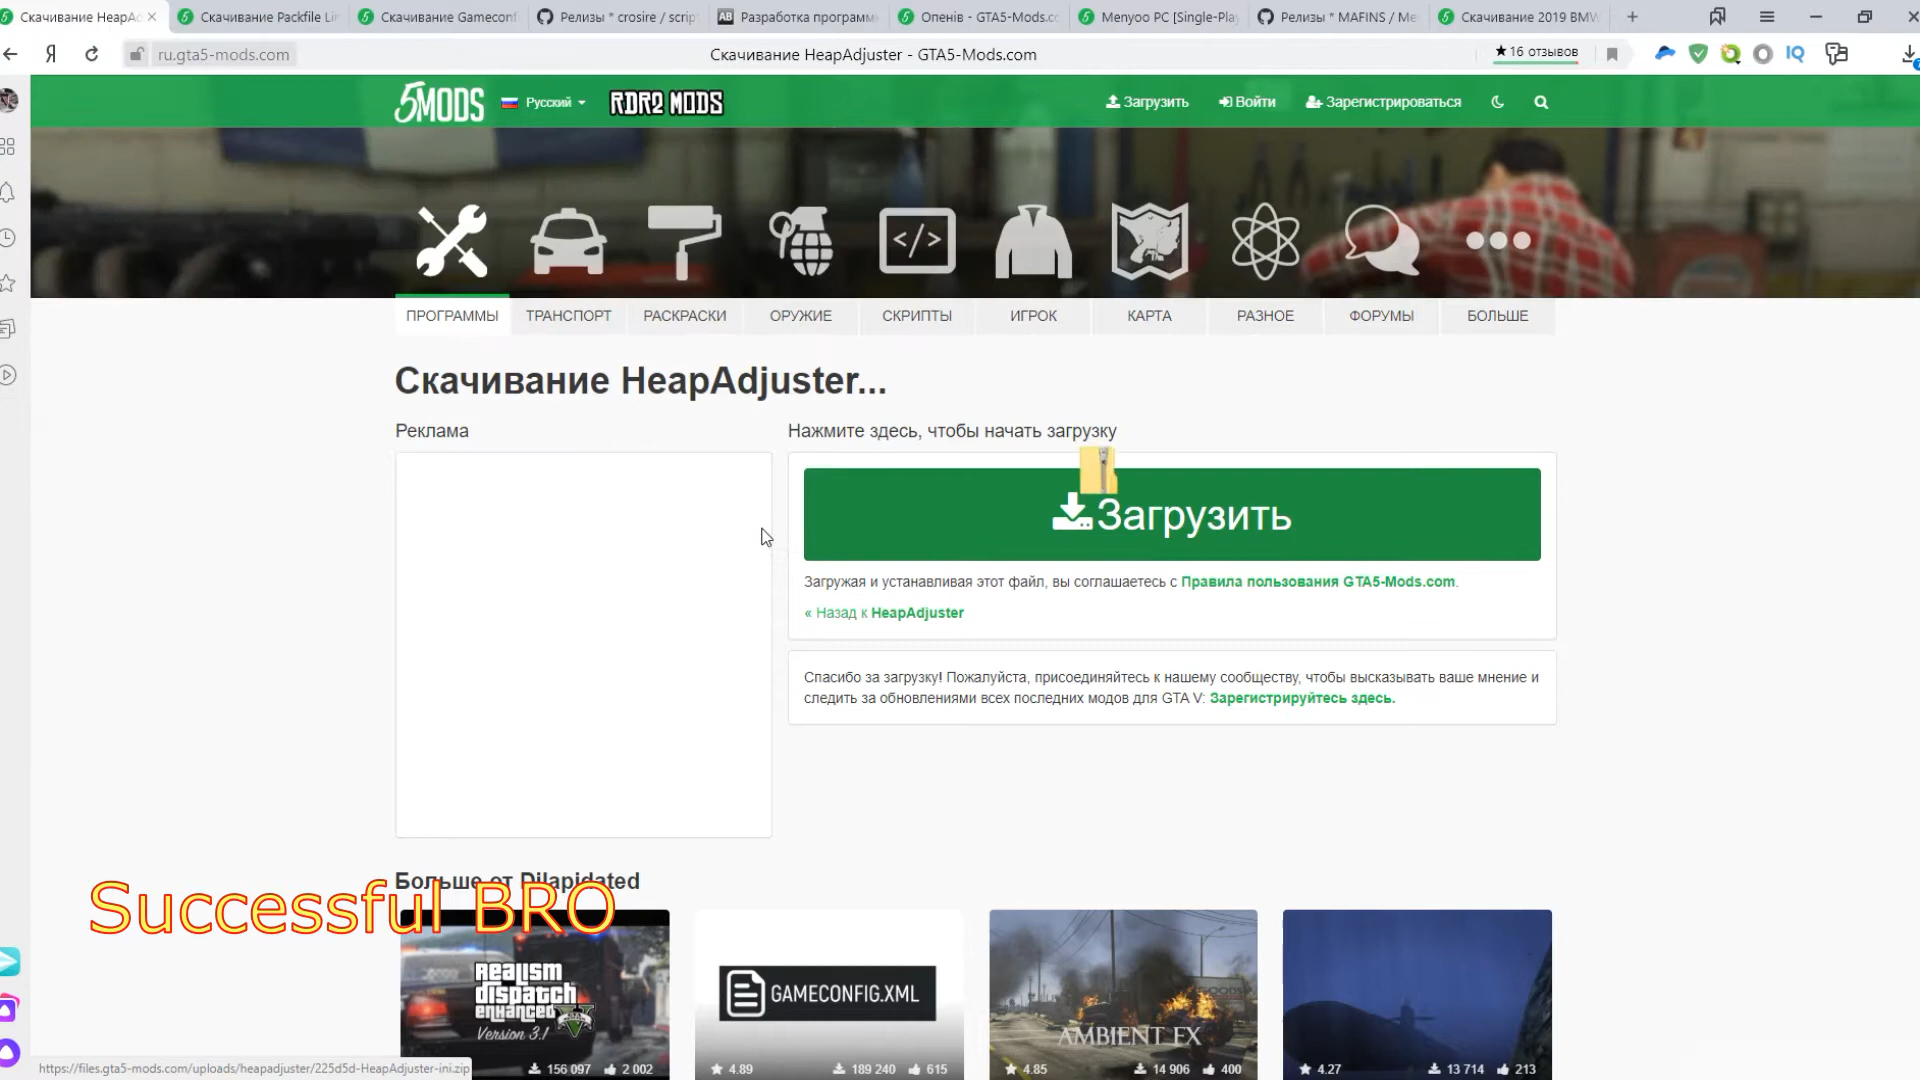 Скачивание HeapAd
Скачивание Packfile Lir
Скачивание Gameconf
Релизы * crosire / scrip
Разработка программн
Опенів - GTA5-Mods.cc
Menyoo PC [Single-Play
Релизы * MAFINS / Me
Скачивание 2019 BMW
Я
ru.gta5-mods.com
Скачивание HeapAdjuster - GTA5-Mods.com
★16 отзывов
IQ
5MODS
Русский
RDR2 MODS
Загрузить
Войти
Зарегистрироваться
ПРОГРАММЫ
ТРАНСПОРТ
РАСКРАСКИ
ОРУЖИЕ
СКРИПТЫ
ИГРОК
КАРТА
РАЗНОЕ
ФОРУМЫ
БОЛЬШЕ
Скачивание HeapAdjuster...
Реклама
Нажмите здесь, чтобы начать загрузку
Загрузить
Загружая и устанавливая этот файл, вы соглашаетесь с Правила пользования GTA5-Mods.com.
« Назад к HeapAdjuster
Спасибо за загрузку! Пожалуйста, присоединяйтесь к нашему сообществу, чтобы высказывать ваше мнение и
следить за обновлениями всех последних модов для GTA V: Зарегистрируйтесь здесь.
Больше от Dilapidated
Successful BRO
REALISM
DISPATCH
ENHANCED
Version 3.1
156 097
2 002
GAMECONFIG.XML
4.89
189 240
615
AMBIENT FX
4.85
14 906
400
4.27
13 714
213
https://files.gta5-mods.com/uploads/heapadjuster/225d5d-HeapAdjuster-ini.zip